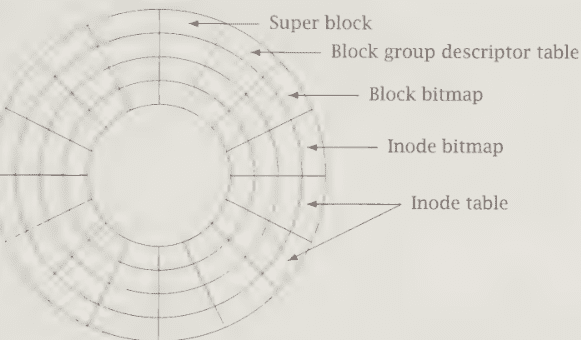 Super block
Block group descriptor table
Block bitmap
Inode bitmap
Inode table